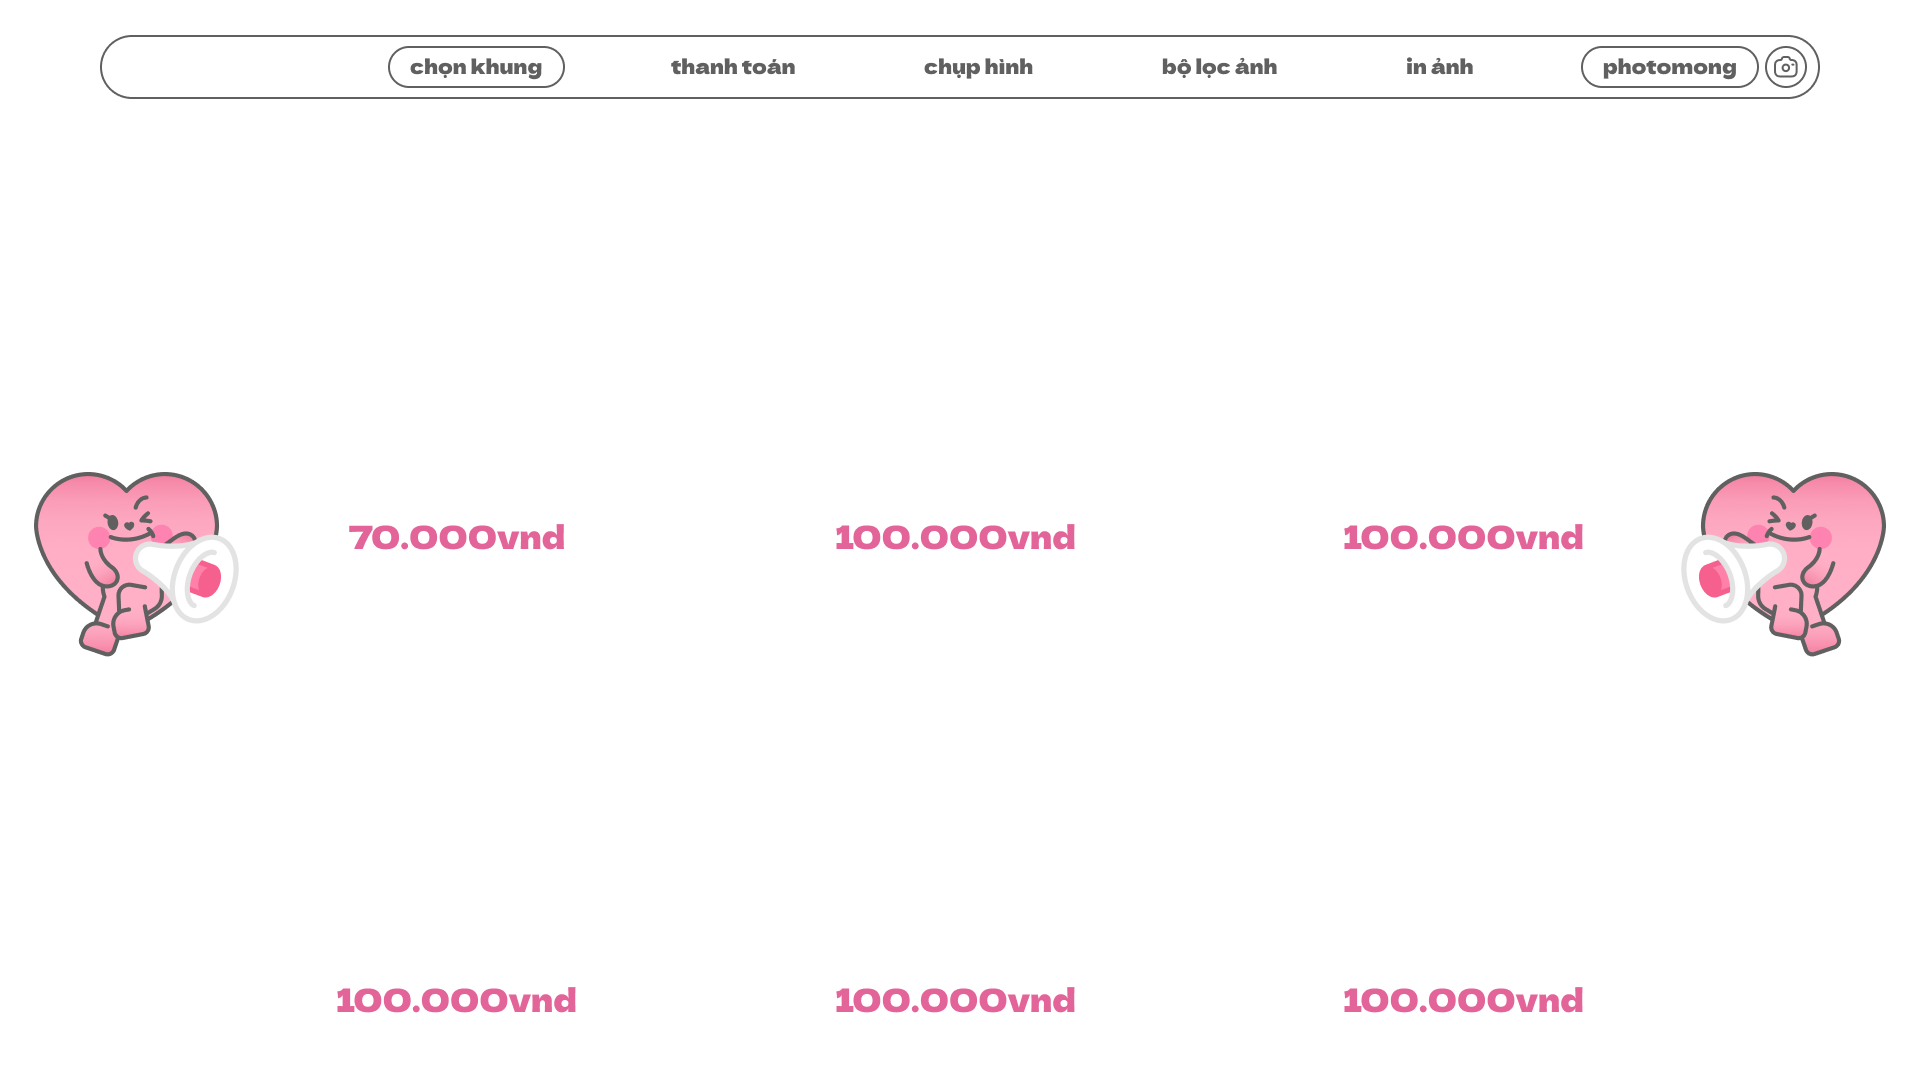 chọn khung
thanh toán
chụp hình
bộ lọc ảnh
in ảnh
photomong
70.000vnd
100.000vnd
100.000vnd
100.000vnd
100.000vnd
100.000vnd